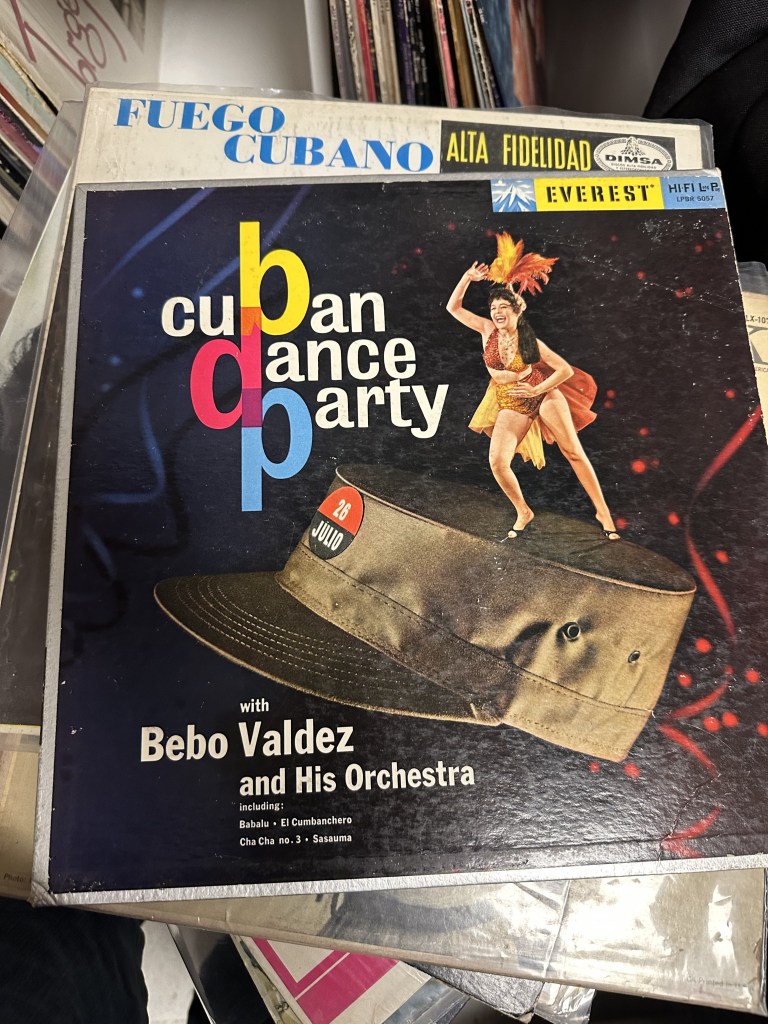 FUEGO
CUBANO
ALTA FIDELIDAD
DIMSA
EVEREST
HI-FI L-P
LPBR 5057
cuban
dance
party
26
JULIO
with
Bebo Valdez
and His Orchestra
including:
Babalu • El Cumbanchero
Cha Cha no. 3 • Sasauma